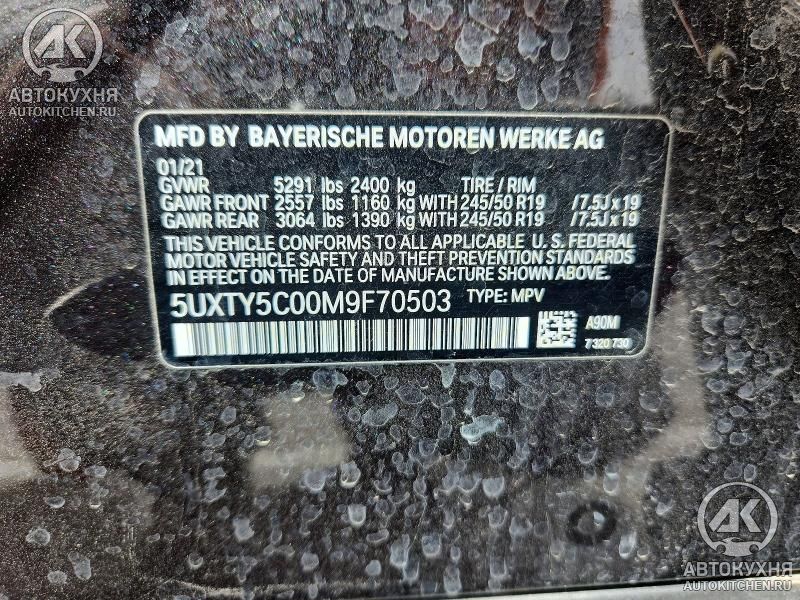 AK
АВТОКУХНЯ
AUTOKITCHEN.RU
MFD BY BAYERISCHE MOTOREN WERKE AG
01/21
GVWR 5291 lbs 2400 kg TIRE / RIM
GAWR FRONT 2557 lbs 1160 kg WITH 245/50 R19 /7.5J x 19
GAWR REAR 3064 lbs 1390 kg WITH 245/50 R19 /7.5J x 19
THIS VEHICLE CONFORMS TO ALL APPLICABLE U. S. FEDERAL
MOTOR VEHICLE SAFETY AND THEFT PREVENTION STANDARDS
IN EFFECT ON THE DATE OF MANUFACTURE SHOWN ABOVE.
5UXTY5C00M9F70503 TYPE: MPV
A90M
7 320 730
AK
АВТОКУХНЯ
AUTOKITCHEN.RU